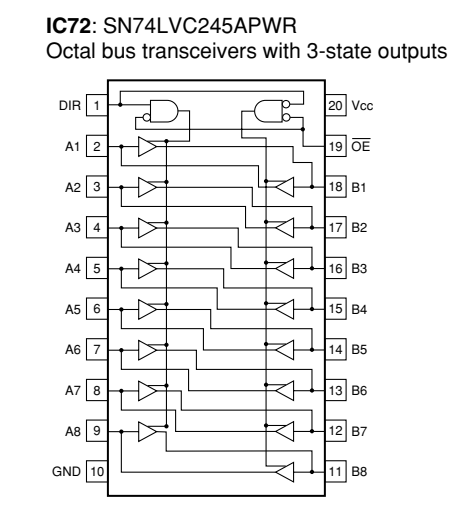 IC72: SN74LVC245APWR
Octal bus transceivers with 3-state outputs
DIR 1 20 Vcc
A1 2 19 OE
A2 3 18 B1
A3 4 17 B2
A4 5 16 B3
A5 6 15 B4
A6 7 14 B5
A7 8 13 B6
A8 9 12 B7
GND 10 11 B8